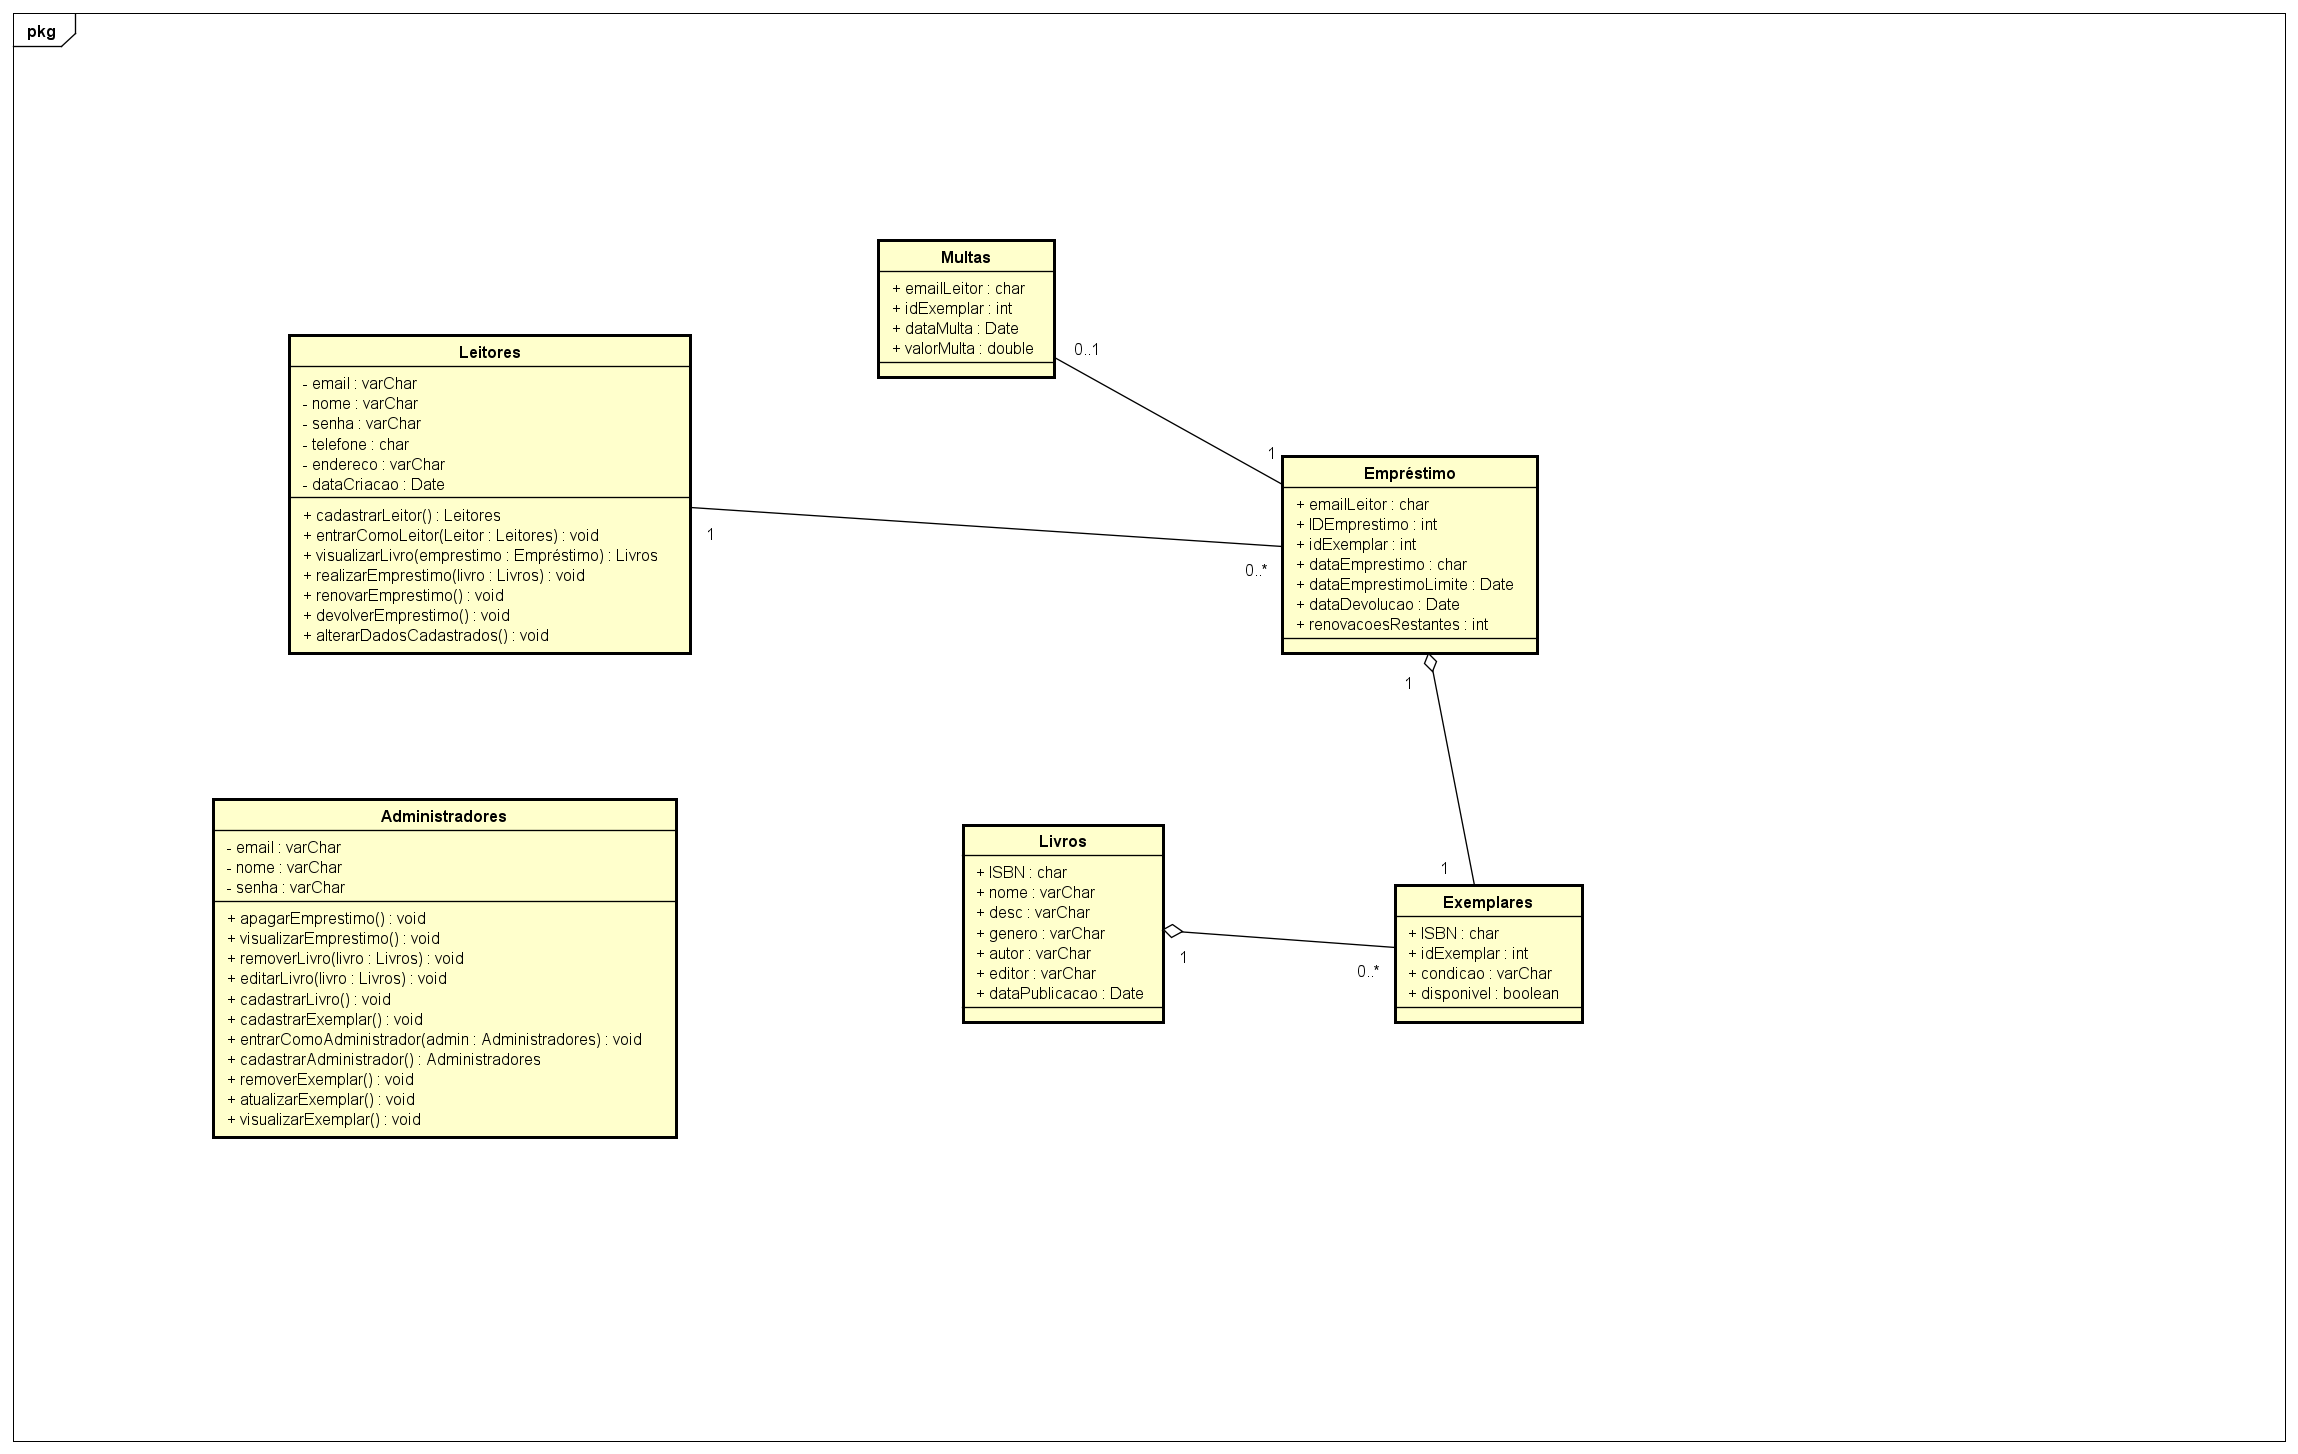 pkg
Multas
+ emailLeitor : char
+ idExemplar : int
+ dataMulta : Date
+ valorMulta : double
0..1
Leitores
- email : varChar
- nome : varChar
- senha : varChar
- telefone : char
- endereco : varChar
- dataCriacao : Date
+ cadastrarLeitor() : Leitores
+ entrarComoLeitor(Leitor : Leitores) : void
+ visualizarLivro(emprestimo : Empréstimo) : Livros
+ realizarEmprestimo(livro : Livros) : void
+ renovarEmprestimo() : void
+ devolverEmprestimo() : void
+ alterarDadosCadastrados() : void
1
1
0..*
Empréstimo
+ emailLeitor : char
+ IDEmprestimo : int
+ idExemplar : int
+ dataEmprestimo : char
+ dataEmprestimoLimite : Date
+ dataDevolucao : Date
+ renovacoesRestantes : int
1
Administradores
- email : varChar
- nome : varChar
- senha : varChar
+ apagarEmprestimo() : void
+ visualizarEmprestimo() : void
+ removerLivro(livro : Livros) : void
+ editarLivro(livro : Livros) : void
+ cadastrarLivro() : void
+ cadastrarExemplar() : void
+ entrarComoAdministrador(admin : Administradores) : void
+ cadastrarAdministrador() : Administradores
+ removerExemplar() : void
+ atualizarExemplar() : void
+ visualizarExemplar() : void
Livros
+ ISBN : char
+ nome : varChar
+ desc : varChar
+ genero : varChar
+ autor : varChar
+ editor : varChar
+ dataPublicacao : Date
1
0..*
1
Exemplares
+ ISBN : char
+ idExemplar : int
+ condicao : varChar
+ disponivel : boolean